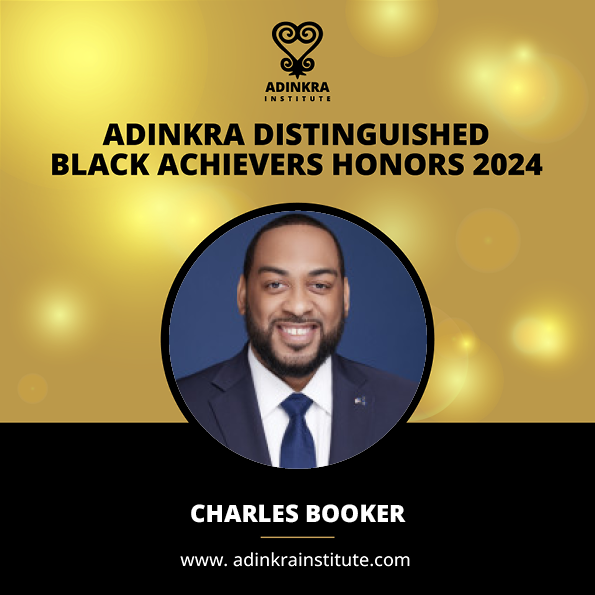 ADINKRA
INSTITUTE
ADINKRA DISTINGUISHED
BLACK ACHIEVERS HONORS 2024
CHARLES BOOKER
www. adinkrainstitute.com